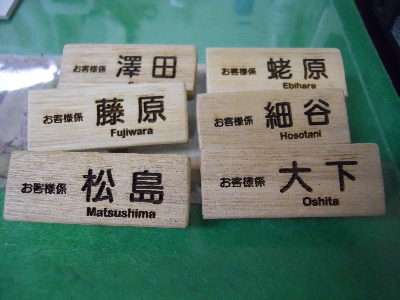 お客様係 澤田
お客様係 蛯原
Ebihara
お客様係 藤原
Fujiwara
お客様係 細谷
Hosotani
お客様係 松島
Matsushima
お客様係 大下
Oshita